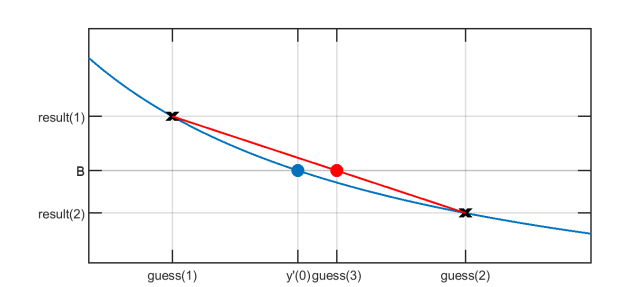 result(1)
B
result(2)
guess(1) y'(0) guess(3) guess(2)